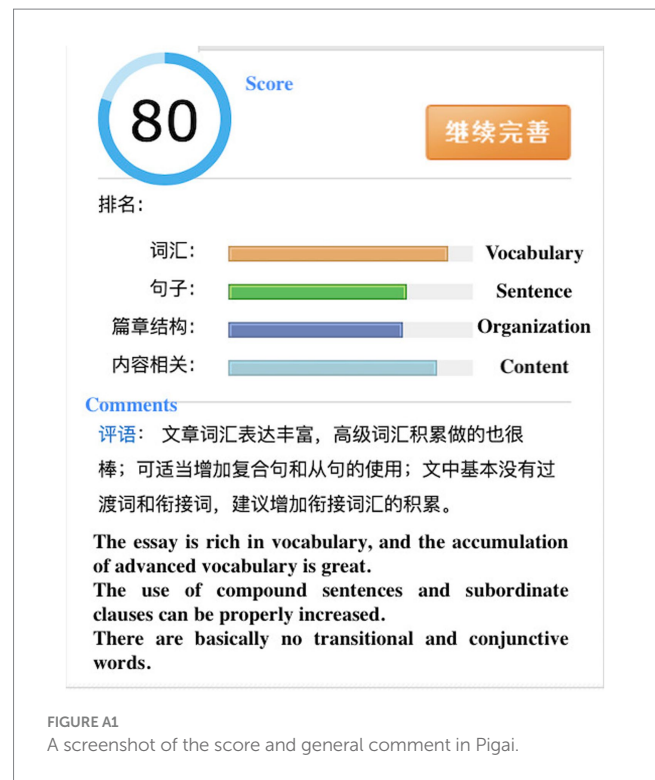 80
Score
继续完善
排名：
词汇： Vocabulary
句子： Sentence
篇章结构： Organization
内容相关： Content
Comments
评语： 文章词汇表达丰富，高级词汇积累做的也很
棒；可适当增加复合句和从句的使用；文中基本没有过
渡词和衔接词，建议增加衔接词汇的积累。
The essay is rich in vocabulary, and the accumulation
of advanced vocabulary is great.
The use of compound sentences and subordinate
clauses can be properly increased.
There are basically no transitional and conjunctive
words.
FIGURE A1
A screenshot of the score and general comment in Pigai.